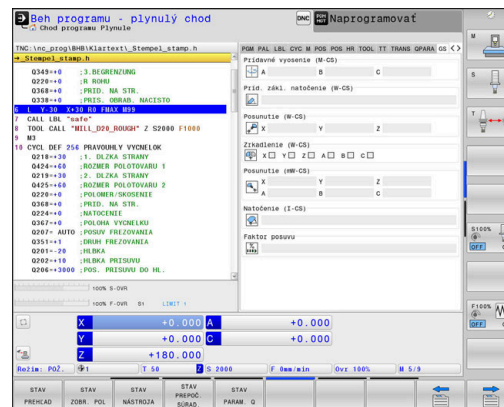 Beh programu - plynulý chod
Chod programu Plynule
DNC
Naprogramovať
TNC:\nc_prog\BHB\Klartext\_Stempel_stamp.h
→_Stempel_stamp.h
Q349=+0 ;3.BEGRENZUNG
Q220=+0 ;R ROHU
Q368=+0 ;PRID. NA STR.
Q338=+0 ;PRIS. OBRAB. NACISTO
6 L Y-30 X+30 R0 FMAX M99
7 CALL LBL "safe"
8 TOOL CALL "MILL_D20_ROUGH" Z S2000 F1000
9 M3
10 CYCL DEF 256 PRAVOUHLY VYCNELOK
Q218=+30 ;1. DLZKA STRANY
Q424=+60 ;ROZMER POLOTOVARU 1
Q219=+30 ;2. DLZKA STRANY
Q425=+60 ;ROZMER POLOTOVARU 2
Q220=+0 ;POLOMER/SKOSENIE
Q368=+0 ;PRID. NA STR.
Q224=+0 ;NATOCENIE
Q367=+0 ;POLOHA VYCNELKU
Q207= AUTO ;POSUV FREZOVANIA
Q351=+1 ;DRUH FREZOVANIA
Q201=-20 ;HLBKA
Q202=+10 ;HLBKA PRISUVU
Q206=+3000 ;POS. PRISUVU DO HL.
PGM PAL LBL CYC M POS POS HR TOOL TT TRANS QPARA GS
Prídavné vyosenie (M-CS)
A B C
Príd. zákl. natočenie (W-CS)
Posunutie (W-CS)
X Y Z
Zrkadlenie (W-CS)
X Y Z A B C
Posunutie (mW-CS)
X Y Z
A B C
Natočenie (I-CS)
Faktor posuvu
100% S-OVR
100% F-OVR S1 LIMIT 1
X +0.000 A +0.000
Y +0.000 C +0.000
Z +180.000
Režim: POŽ. 1 T 50 Z S 2000 F 0mm/min Ovr 100% M 5/9
STAV PREHĽAD
STAV ZOBR. POL
STAV NÁSTROJA
STAV PREPOČ. SÚRAD.
STAV PARAM. Q
M
S
T
S100%
OFF
F100%
OFF